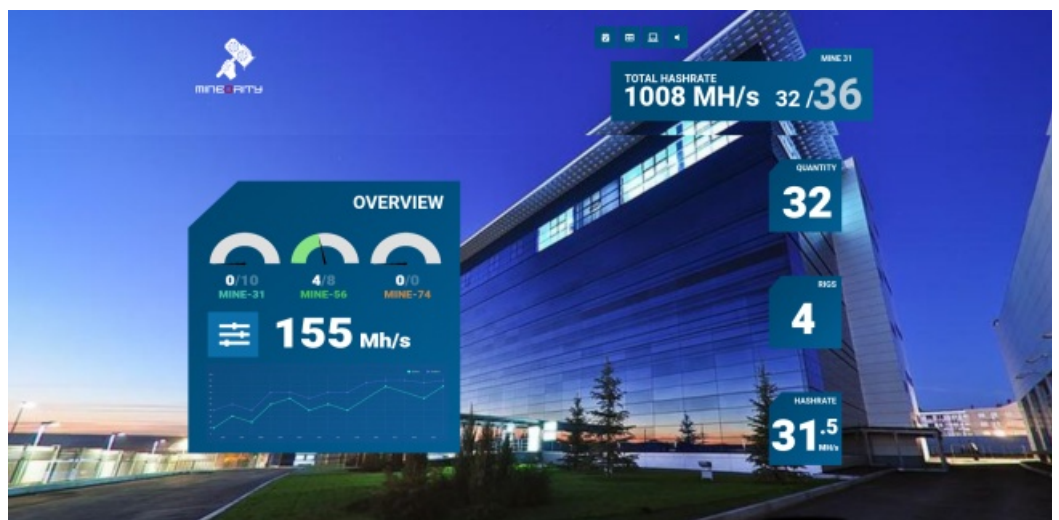 MINEORITY
MINE 31
TOTAL HASHRATE
1008 MH/s 32 /36
QUANTITY
32
OVERVIEW
0/10 4/8 0/0
MINE-31 MINE-56 MINE-74
155 Mh/s
RIGS
4
HASHRATE
31.5
MH/s